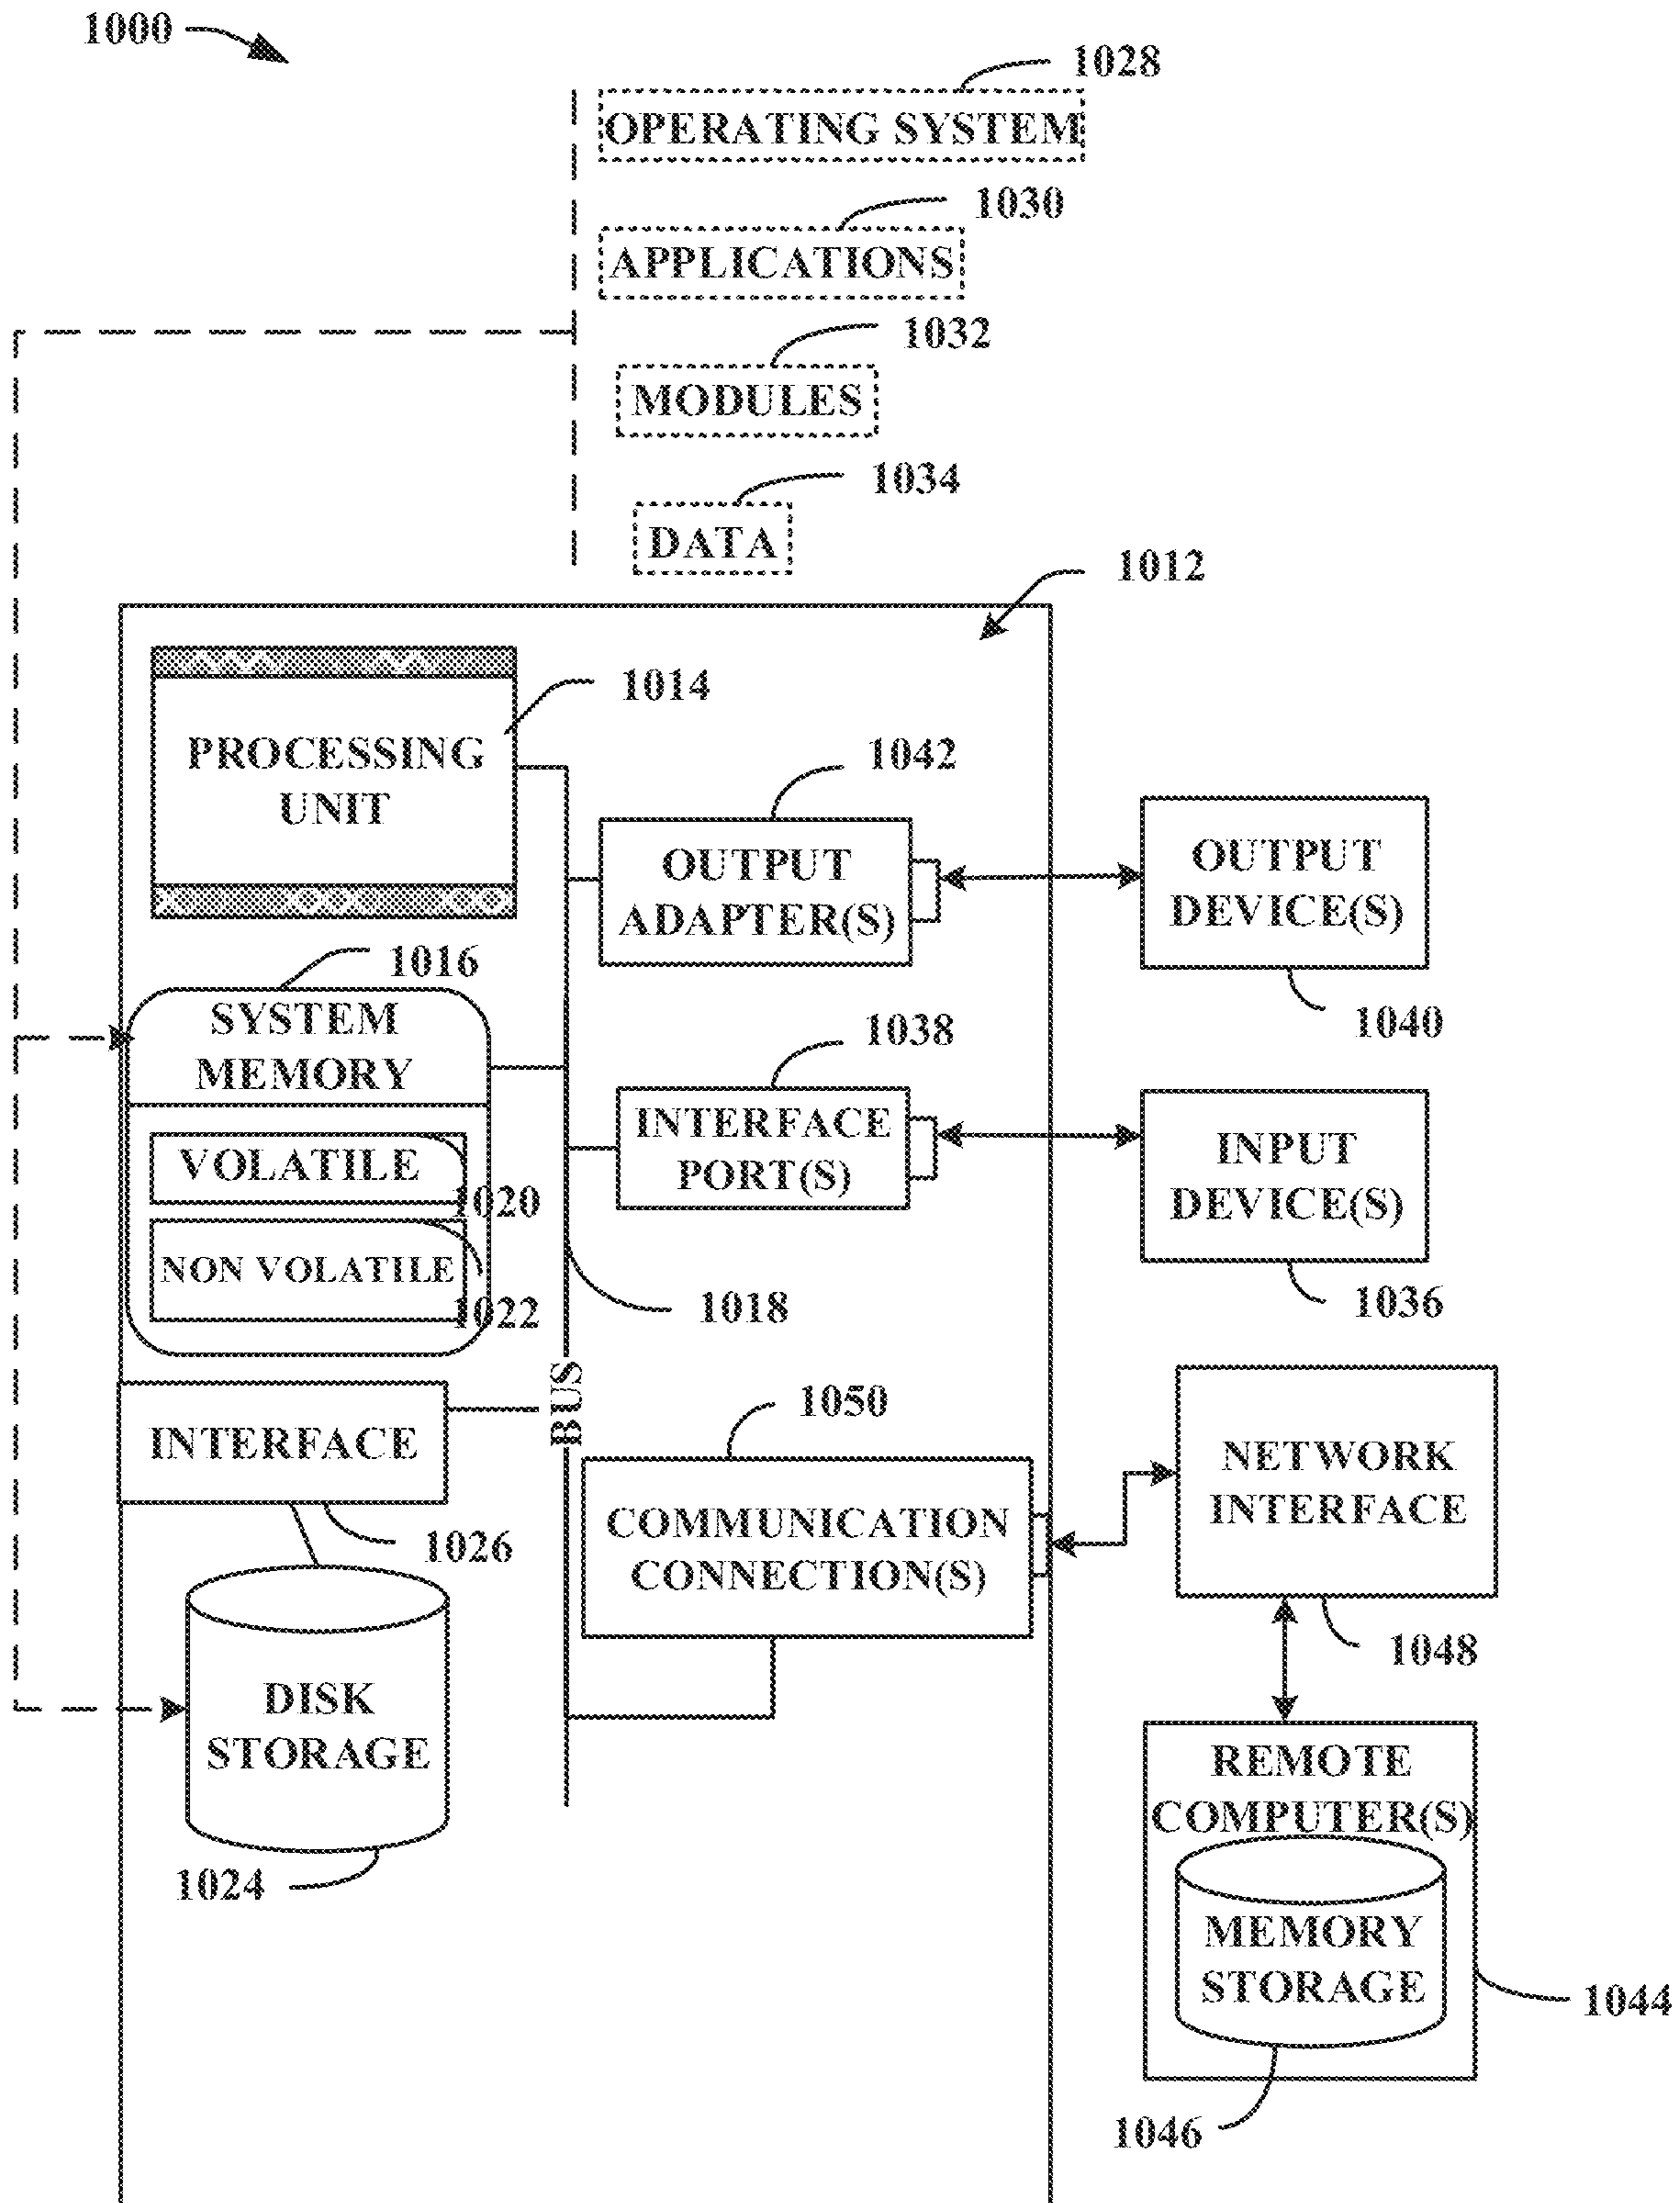 1000
1028
OPERATING SYSTEM
1030
APPLICATIONS
1032
MODULES
1034
DATA
1012
1014
PROCESSING
UNIT
1042
OUTPUT
ADAPTER(S)
OUTPUT
DEVICE(S)
1040
1016
SYSTEM
MEMORY
VOLATILE
1020
NON VOLATILE
1022
1038
INTERFACE
PORT(S)
INPUT
DEVICE(S)
1036
1018
BUS
INTERFACE
1026
1050
COMMUNICATION
CONNECTION(S)
NETWORK
INTERFACE
1048
DISK
STORAGE
1024
REMOTE
COMPUTER(S)
MEMORY
STORAGE
1044
1046